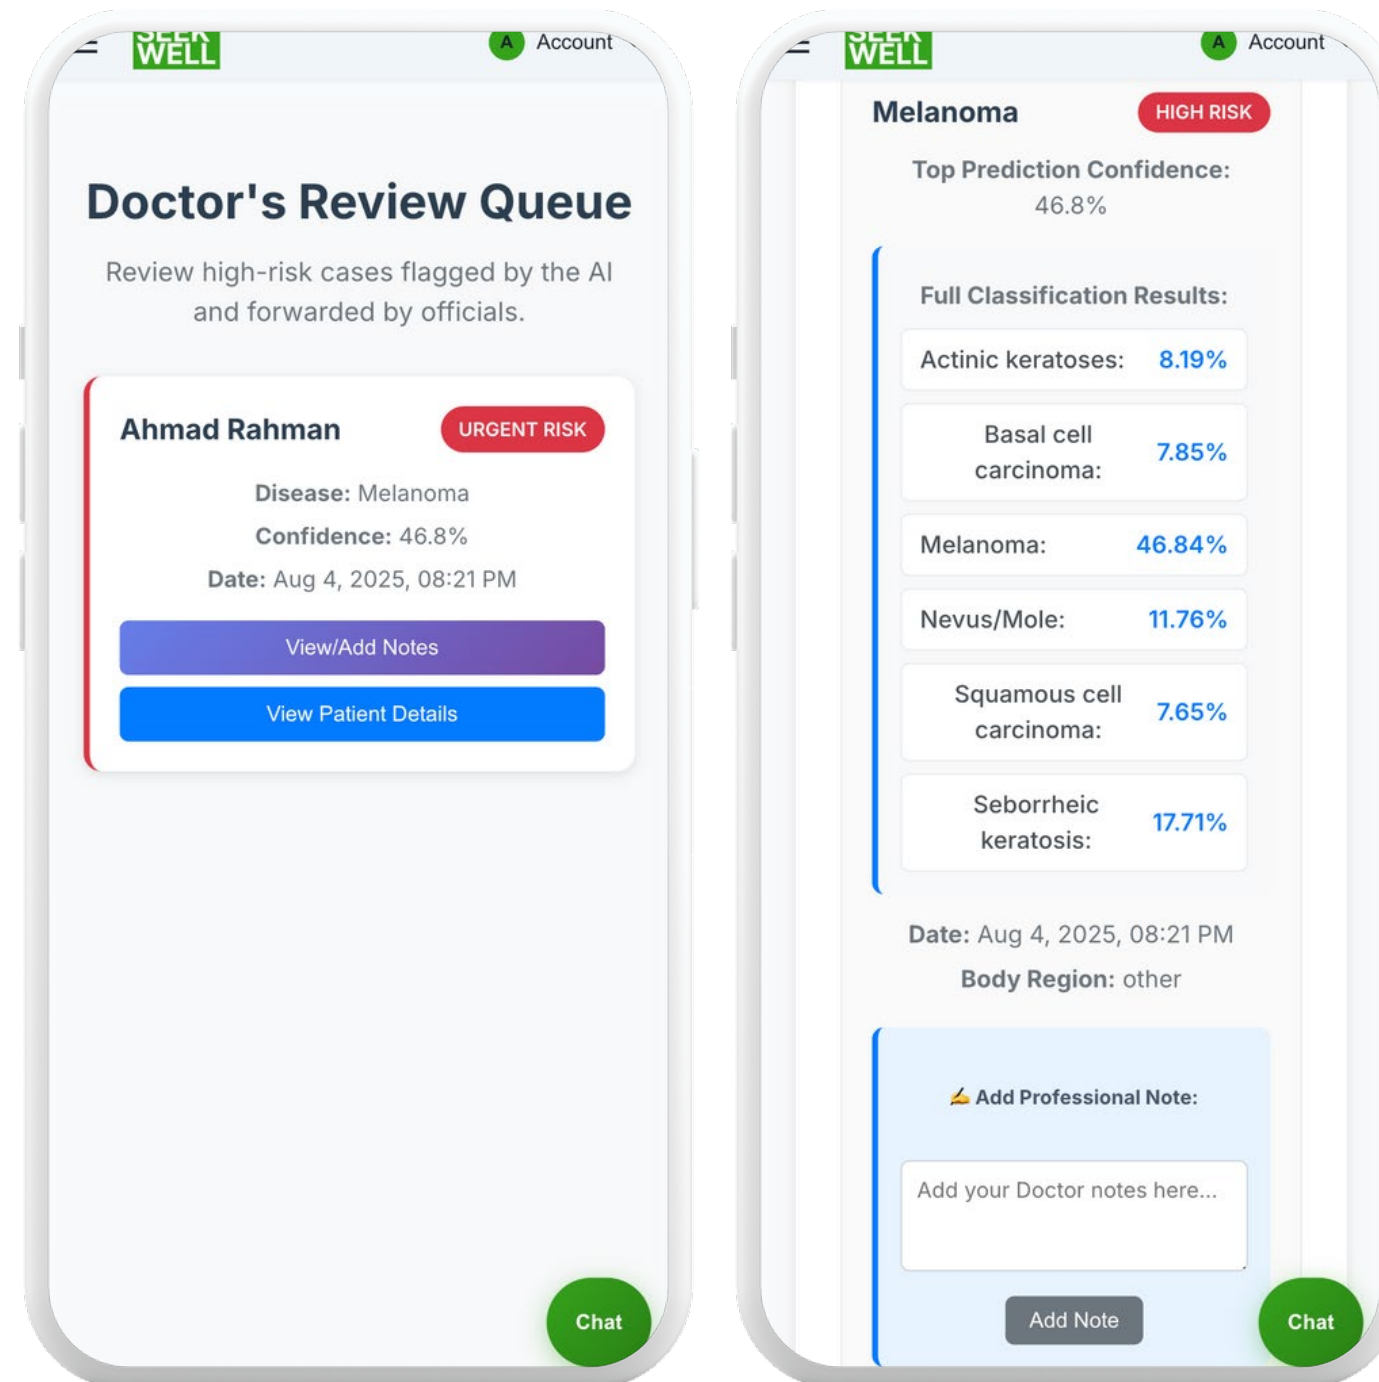 SEEK
WELL
A Account
Doctor's Review Queue
Review high-risk cases flagged by the AI
and forwarded by officials.
Ahmad Rahman
URGENT RISK
Disease: Melanoma
Confidence: 46.8%
Date: Aug 4, 2025, 08:21 PM
View/Add Notes
View Patient Details
Chat
SEEK
WELL
A Account
Melanoma
HIGH RISK
Top Prediction Confidence:
46.8%
Full Classification Results:
Actinic keratoses: 8.19%
Basal cell
carcinoma:
7.85%
Melanoma: 46.84%
Nevus/Mole: 11.76%
Squamous cell
carcinoma:
7.65%
Seborrheic
keratosis:
17.71%
Date: Aug 4, 2025, 08:21 PM
Body Region: other
✍️ Add Professional Note:
Add your Doctor notes here...
Add Note
Chat